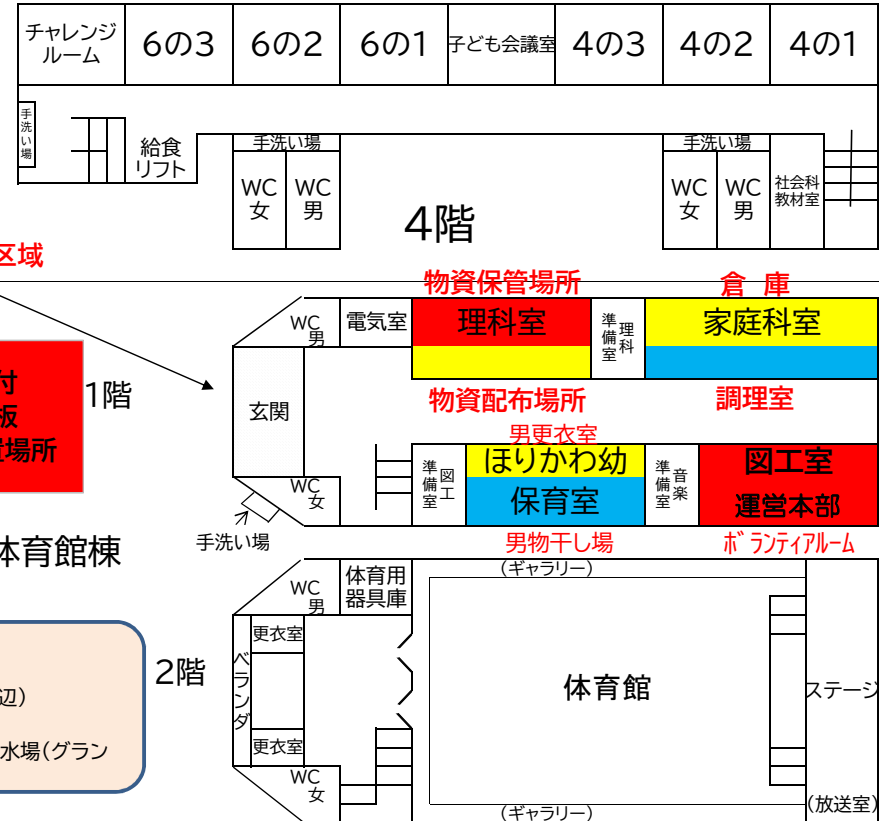 チャレンジ
ルーム
6の3
6の2
6の1
子ども会議室
4の3
4の2
4の1
手洗い場
給食
リフト
手洗い場
WC
女
WC
男
手洗い場
WC
女
WC
男
社会科
教材室
4階
区域
物資保管場所
倉 庫
WC
男
電気室
理科室
理科
準備室
家庭科室
付
板
置場所
1階
玄関
物資配布場所
調理室
男更衣室
図工
準備室
ほりかわ幼
保育室
音楽
準備室
図工室
運営本部
WC
女
手洗い場
男物干し場
ボランティアルーム
体育館棟
(ギャラリー)
WC
男
体育用
器具庫
更衣室
2階
ベランダ
体育館
ステージ
辺)
水場(グラン
更衣室
WC
女
(ギャラリー)
(放送室)